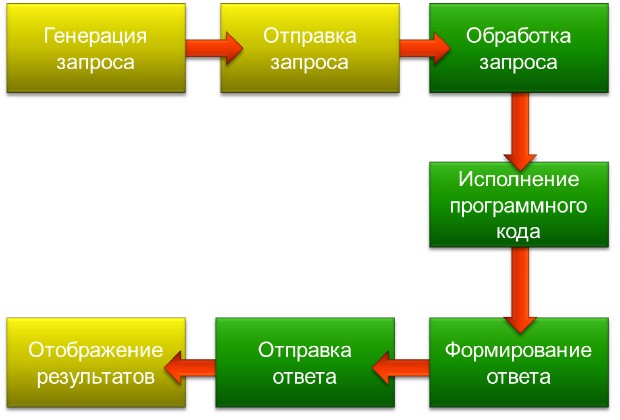 Генерация
запроса
Отправка
запроса
Обработка
запроса
Исполнение
программного
кода
Формирование
ответа
Отправка
ответа
Отображение
результатов